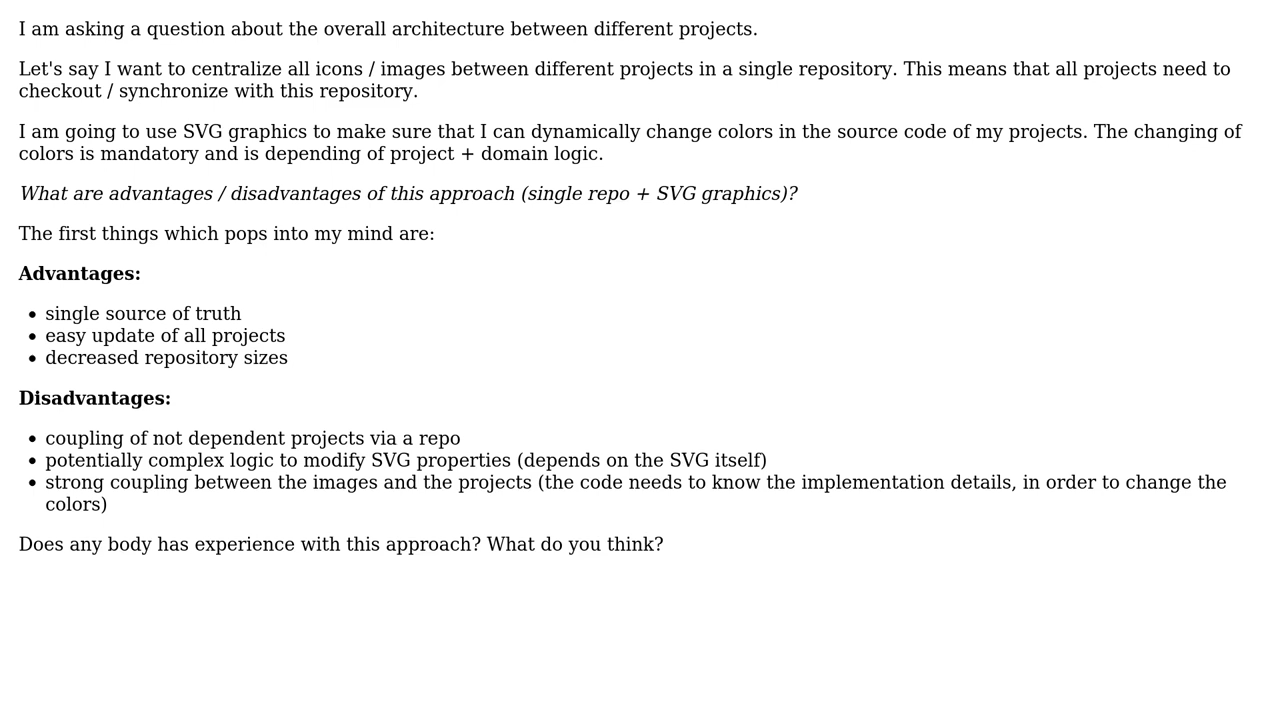 I am asking a question about the overall architecture between different projects.
Let's say I want to centralize all icons / images between different projects in a single repository. This means that all projects need to
checkout / synchronize with this repository.
I am going to use SVG graphics to make sure that I can dynamically change colors in the source code of my projects. The changing of
colors is mandatory and is depending of project + domain logic.
What are advantages / disadvantages of this approach (single repo + SVG graphics)?
The first things which pops into my mind are:
Advantages:
• single source of truth
• easy update of all projects
• decreased repository sizes
Disadvantages:
• coupling of not dependent projects via a repo
• potentially complex logic to modify SVG properties (depends on the SVG itself)
• strong coupling between the images and the projects (the code needs to know the implementation details, in order to change the
colors)
Does any body has experience with this approach? What do you think?